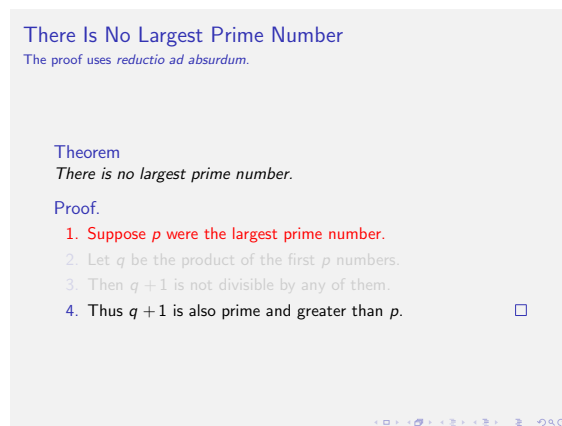 There Is No Largest Prime Number
The proof uses reductio ad absurdum.
Theorem
There is no largest prime number.
Proof.
1. Suppose p were the largest prime number.
2. Let q be the product of the first p numbers.
3. Then q + 1 is not divisible by any of them.
4. Thus q + 1 is also prime and greater than p.